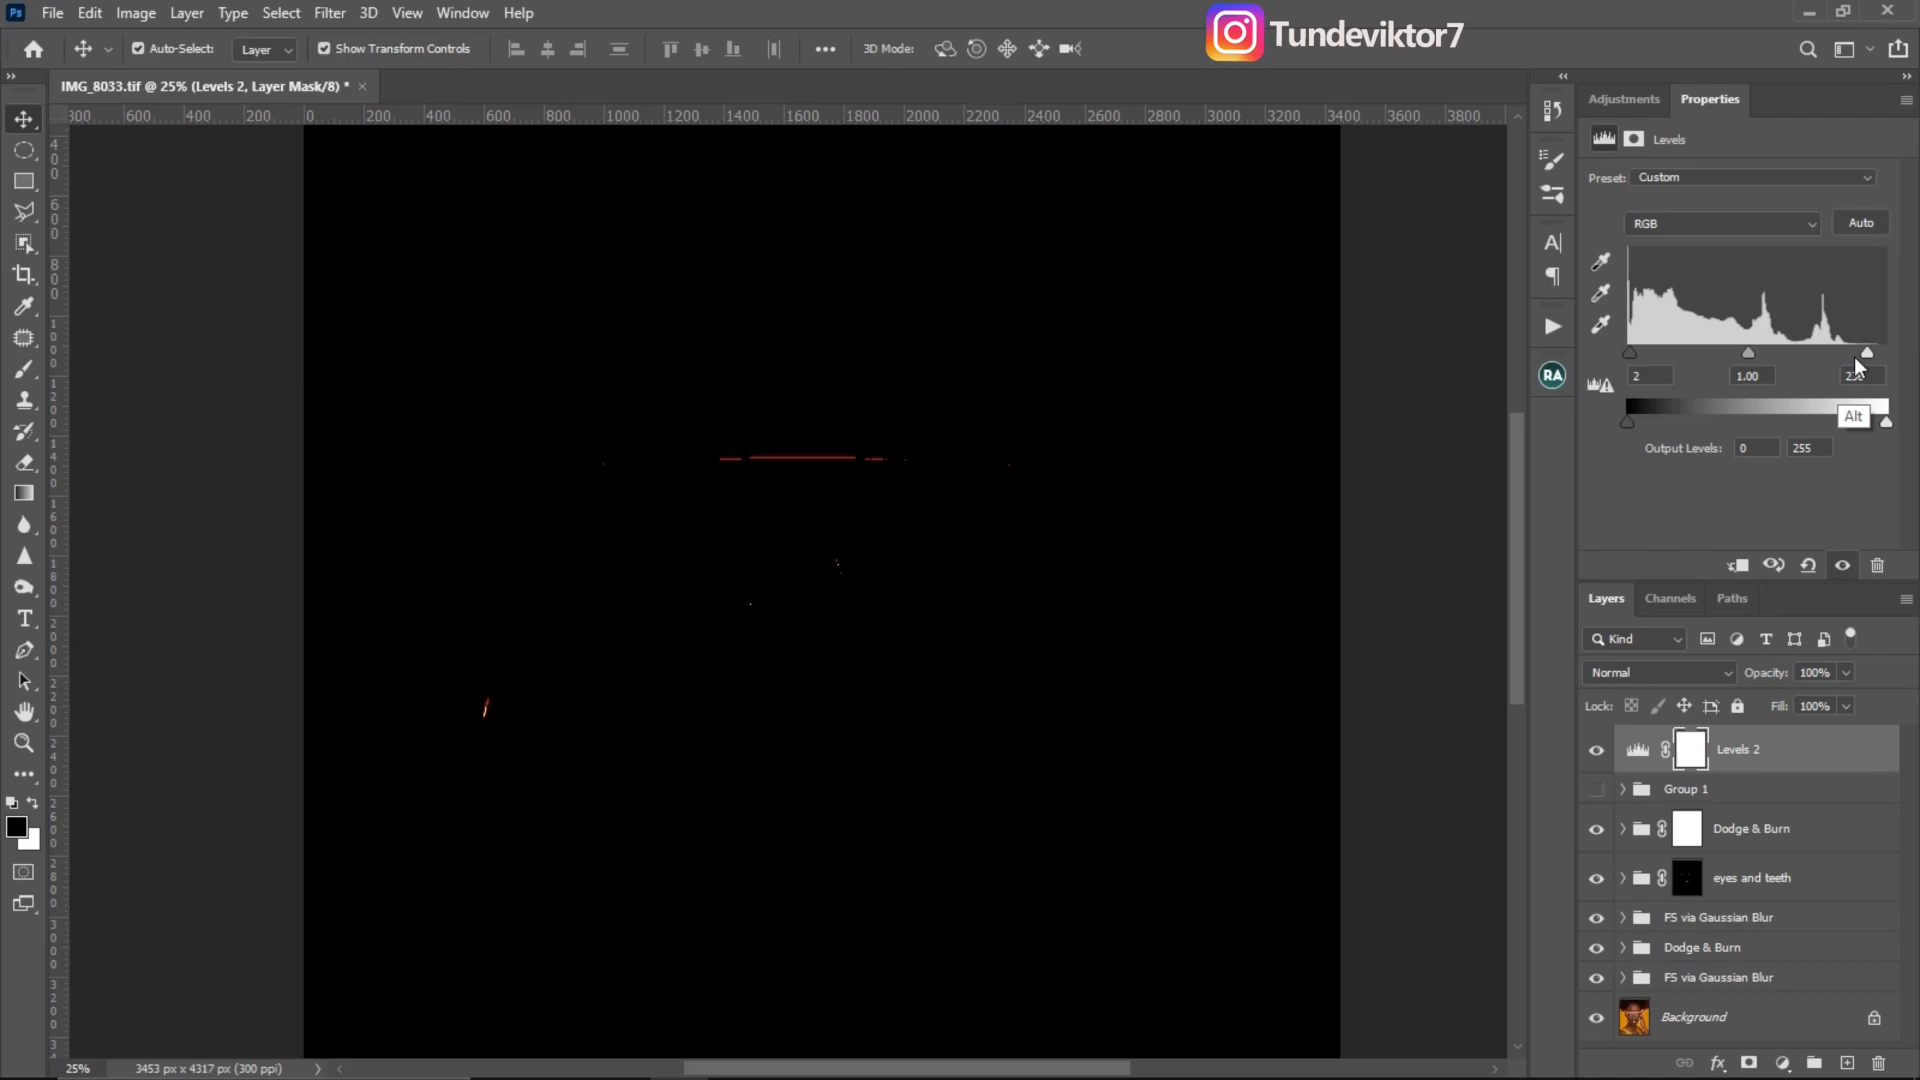 Ps File Edit Image Layer Type Select Filter 3D View Window Help
Auto-Select: Layer Show Transform Controls 3D Mode:
Tundeviktor7
IMG_8033.tif @ 25% (Levels 2, Layer Mask/8) *
800 600 400 200 0 200 400 600 800 1000 1200 1400 1600 1800 2000 2200 2400 2600 2800 3000 3200 3400 3600 3800
Adjustments Properties
Levels
Preset: Custom
RGB Auto
2 1.00
Alt
Output Levels: 0 255
RA
Layers Channels Paths
Kind
Normal Opacity: 100%
Lock: Fill: 100%
Levels 2
Group 1
Dodge & Burn
eyes and teeth
FS via Gaussian Blur
Dodge & Burn
FS via Gaussian Blur
Background
25% 3453 px x 4317 px (300 ppi)